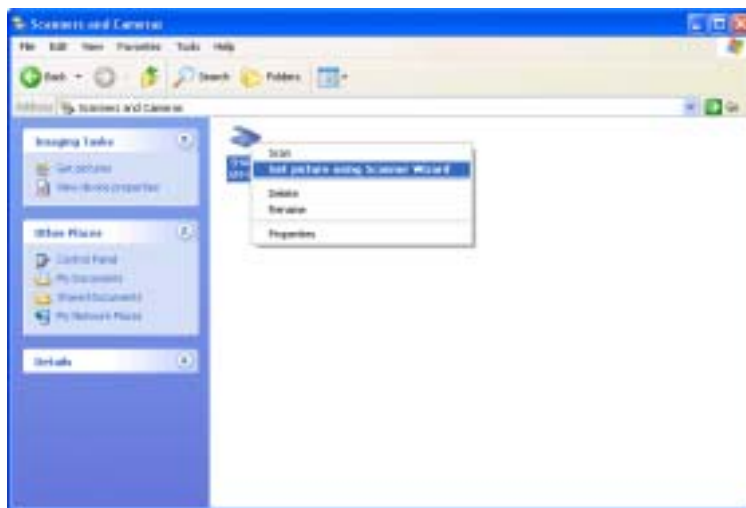 Scanners and Cameras
File Edit View Favorites Tools Help
Back Search Folders
Address Scanners and Cameras Go
Imaging Tasks
Get pictures
View device properties
Scan
Get picture using Scanner Wizard
Delete
Rename
Properties
Other Places
Control Panel
My Documents
Shared Documents
My Network Places
Details